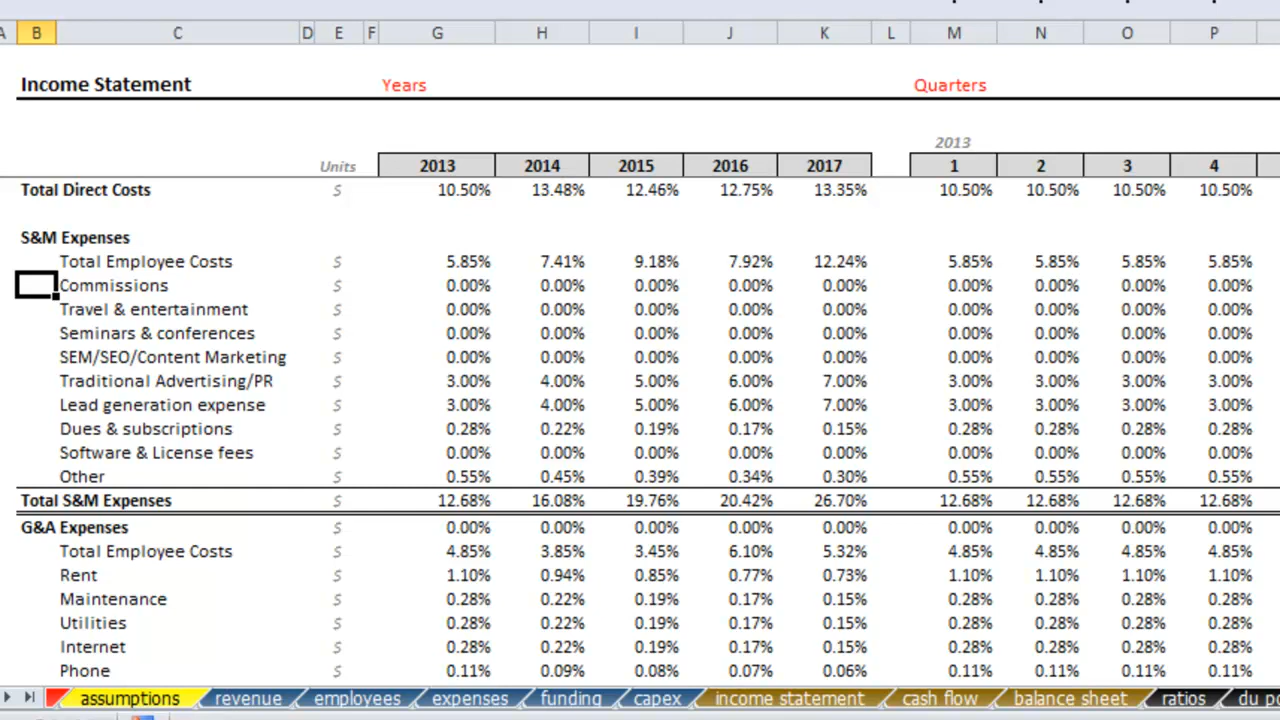 A B C D E F G H I J K L M N O P
Income Statement Years Quarters
2013
Units 2013 2014 2015 2016 2017 1 2 3 4
Total Direct Costs $ 10.50% 13.48% 12.46% 12.75% 13.35% 10.50% 10.50% 10.50% 10.50%
S&M Expenses
Total Employee Costs $ 5.85% 7.41% 9.18% 7.92% 12.24% 5.85% 5.85% 5.85% 5.85%
Commissions $ 0.00% 0.00% 0.00% 0.00% 0.00% 0.00% 0.00% 0.00% 0.00%
Travel & entertainment $ 0.00% 0.00% 0.00% 0.00% 0.00% 0.00% 0.00% 0.00% 0.00%
Seminars & conferences $ 0.00% 0.00% 0.00% 0.00% 0.00% 0.00% 0.00% 0.00% 0.00%
SEM/SEO/Content Marketing $ 0.00% 0.00% 0.00% 0.00% 0.00% 0.00% 0.00% 0.00% 0.00%
Traditional Advertising/PR $ 3.00% 4.00% 5.00% 6.00% 7.00% 3.00% 3.00% 3.00% 3.00%
Lead generation expense $ 3.00% 4.00% 5.00% 6.00% 7.00% 3.00% 3.00% 3.00% 3.00%
Dues & subscriptions $ 0.28% 0.22% 0.19% 0.17% 0.15% 0.28% 0.28% 0.28% 0.28%
Software & License fees $ 0.00% 0.00% 0.00% 0.00% 0.00% 0.00% 0.00% 0.00% 0.00%
Other $ 0.55% 0.45% 0.39% 0.34% 0.30% 0.55% 0.55% 0.55% 0.55%
Total S&M Expenses $ 12.68% 16.08% 19.76% 20.42% 26.70% 12.68% 12.68% 12.68% 12.68%
G&A Expenses $ 0.00% 0.00% 0.00% 0.00% 0.00% 0.00% 0.00% 0.00% 0.00%
Total Employee Costs $ 4.85% 3.85% 3.45% 6.10% 5.32% 4.85% 4.85% 4.85% 4.85%
Rent $ 1.10% 0.94% 0.85% 0.77% 0.73% 1.10% 1.10% 1.10% 1.10%
Maintenance $ 0.28% 0.22% 0.19% 0.17% 0.15% 0.28% 0.28% 0.28% 0.28%
Utilities $ 0.28% 0.22% 0.19% 0.17% 0.15% 0.28% 0.28% 0.28% 0.28%
Internet $ 0.28% 0.22% 0.19% 0.17% 0.15% 0.28% 0.28% 0.28% 0.28%
Phone $ 0.11% 0.09% 0.08% 0.07% 0.06% 0.11% 0.11% 0.11% 0.11%
assumptions revenue employees expenses funding capex income statement cash flow balance sheet ratios du